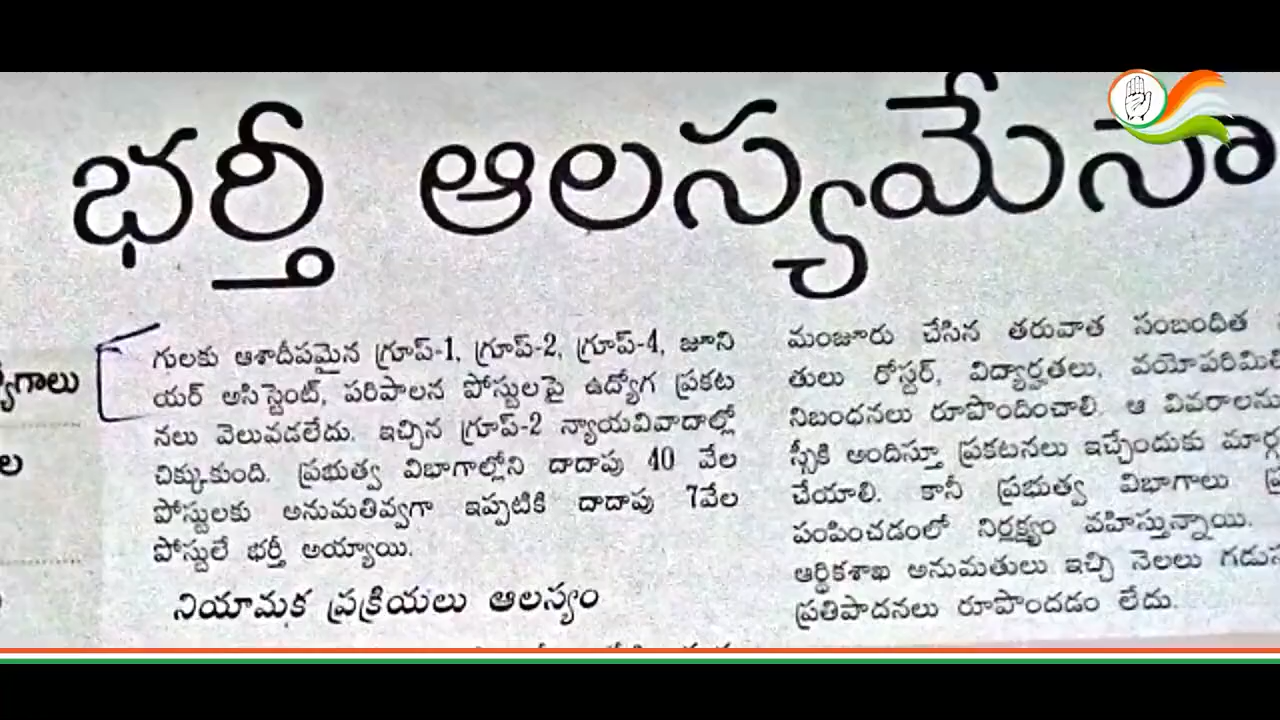 భర్తీ ఆలస్యమేనా
గులకు ఆశాదీపమైన గ్రూప్-1, గ్రూప్-2, గ్రూప్-4, జూని
యర్ అసిస్టెంట్, పరిపాలన పోస్టులపై ఉద్యోగ ప్రకట
నలు వెలువడలేదు. ఇచ్చిన గ్రూప్-2 న్యాయవివాదాల్లో
చిక్కుకుంది. ప్రభుత్వ విభాగాల్లోని దాదాపు 40 వేల
పోస్టులకు అనుమతివ్వగా ఇప్పటికి దాదాపు 7వేల
పోస్టులే భర్తీ అయ్యాయి.
నియామక ప్రక్రియలు ఆలస్యం
మంజూరు చేసిన తరువాత సంబంధిత
తులు రోస్టర్, విద్యార్హతలు, వయోపరిమితి
నిబంధనలు రూపొందించాలి. ఆ వివరాలను
స్సీకి అందిస్తూ ప్రకటనలు ఇచ్చేందుకు మార్గ
చేయాలి. కానీ ప్రభుత్వ విభాగాలు
పంపించడంలో నిర్లక్ష్యం వహిస్తున్నాయి.
ఆర్థికశాఖ అనుమతులు ఇచ్చి నెలలు గడుస
ప్రతిపాదనలు రూపొందడం లేదు.